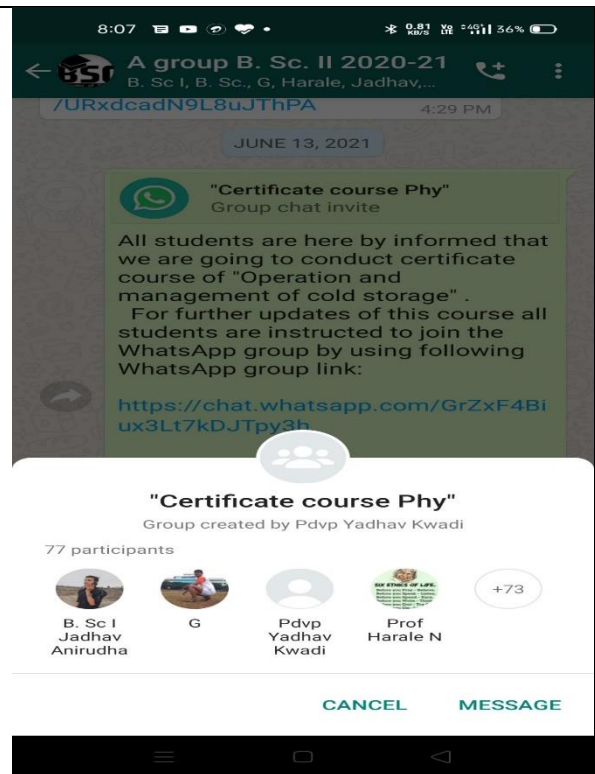 8:07 0.81 KB/S Vo LTE 4G 36%
BSC A group B. Sc. II 2020-21
B. Sc I, B. Sc., G, Harale, Jadhav,...
/URxdcadN9L8uJThPA 4:29 PM
JUNE 13, 2021
"Certificate course Phy"
Group chat invite
All students are here by informed that
we are going to conduct certificate
course of "Operation and
management of cold storage" .
For further updates of this course all
students are instructed to join the
WhatsApp group by using following
WhatsApp group link:
https://chat.whatsapp.com/GrZxF4Bi
ux3Lt7kDJTpy3h
"Certificate course Phy"
Group created by Pdvp Yadhav Kwadi
77 participants
B. Sc I
Jadhav
Anirudha
G
Pdvp
Yadhav
Kwadi
Prof
Harale N
+73
CANCEL MESSAGE